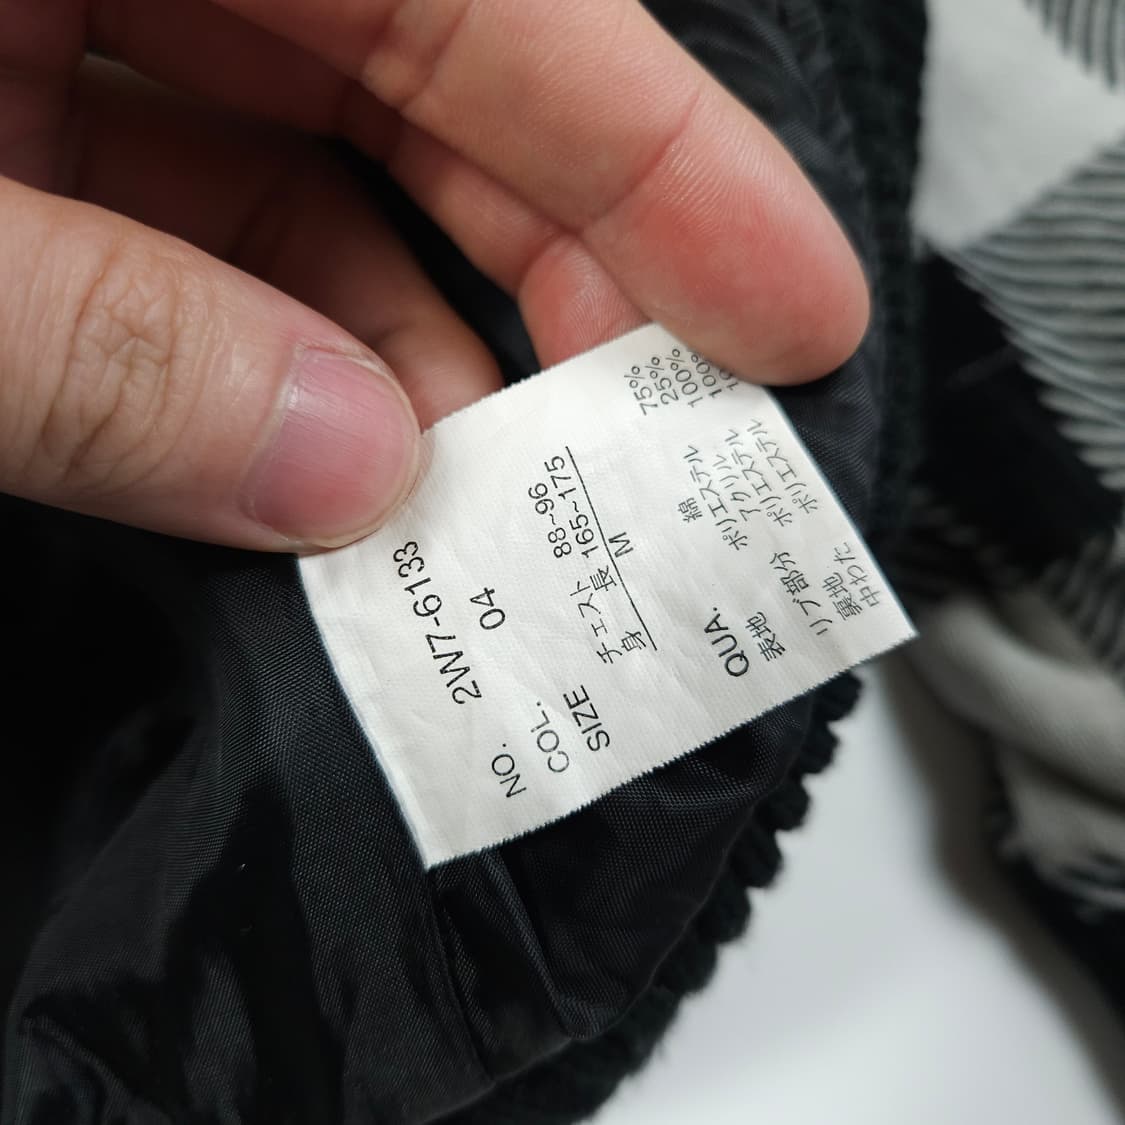 NO. 2W7-6133
COL. 04
SIZE
チェスト 88~96
身 長 165~175
M
QUA.
表地 綿 75%
ポリエステル 25%
リブ部分 アクリル 100%
裏地 ポリエステル 100%
中わた ポリエステル